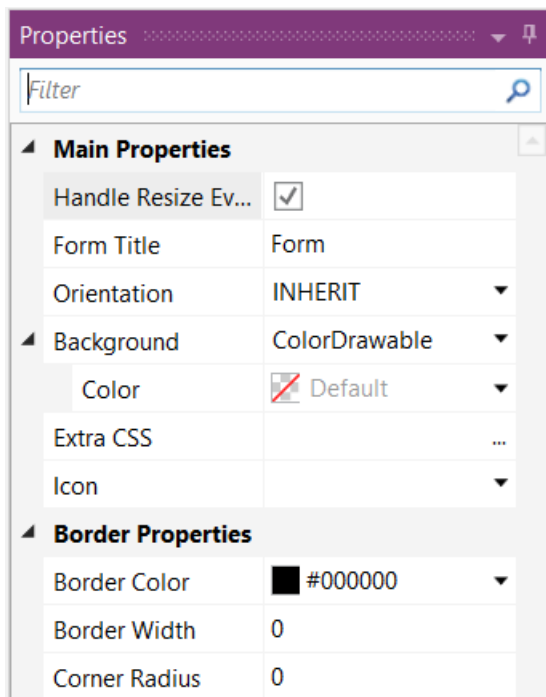 Properties
Filter
Main Properties
Handle Resize Ev...
Form Title Form
Orientation INHERIT
Background ColorDrawable
Color Default
Extra CSS ...
Icon
Border Properties
Border Color #000000
Border Width 0
Corner Radius 0